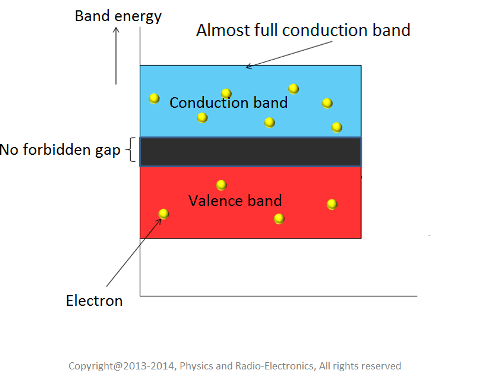 Band energy
Almost full conduction band
Conduction band
No forbidden gap
Valence band
Electron
Copyright@2013-2014, Physics and Radio-Electronics, All rights reserved